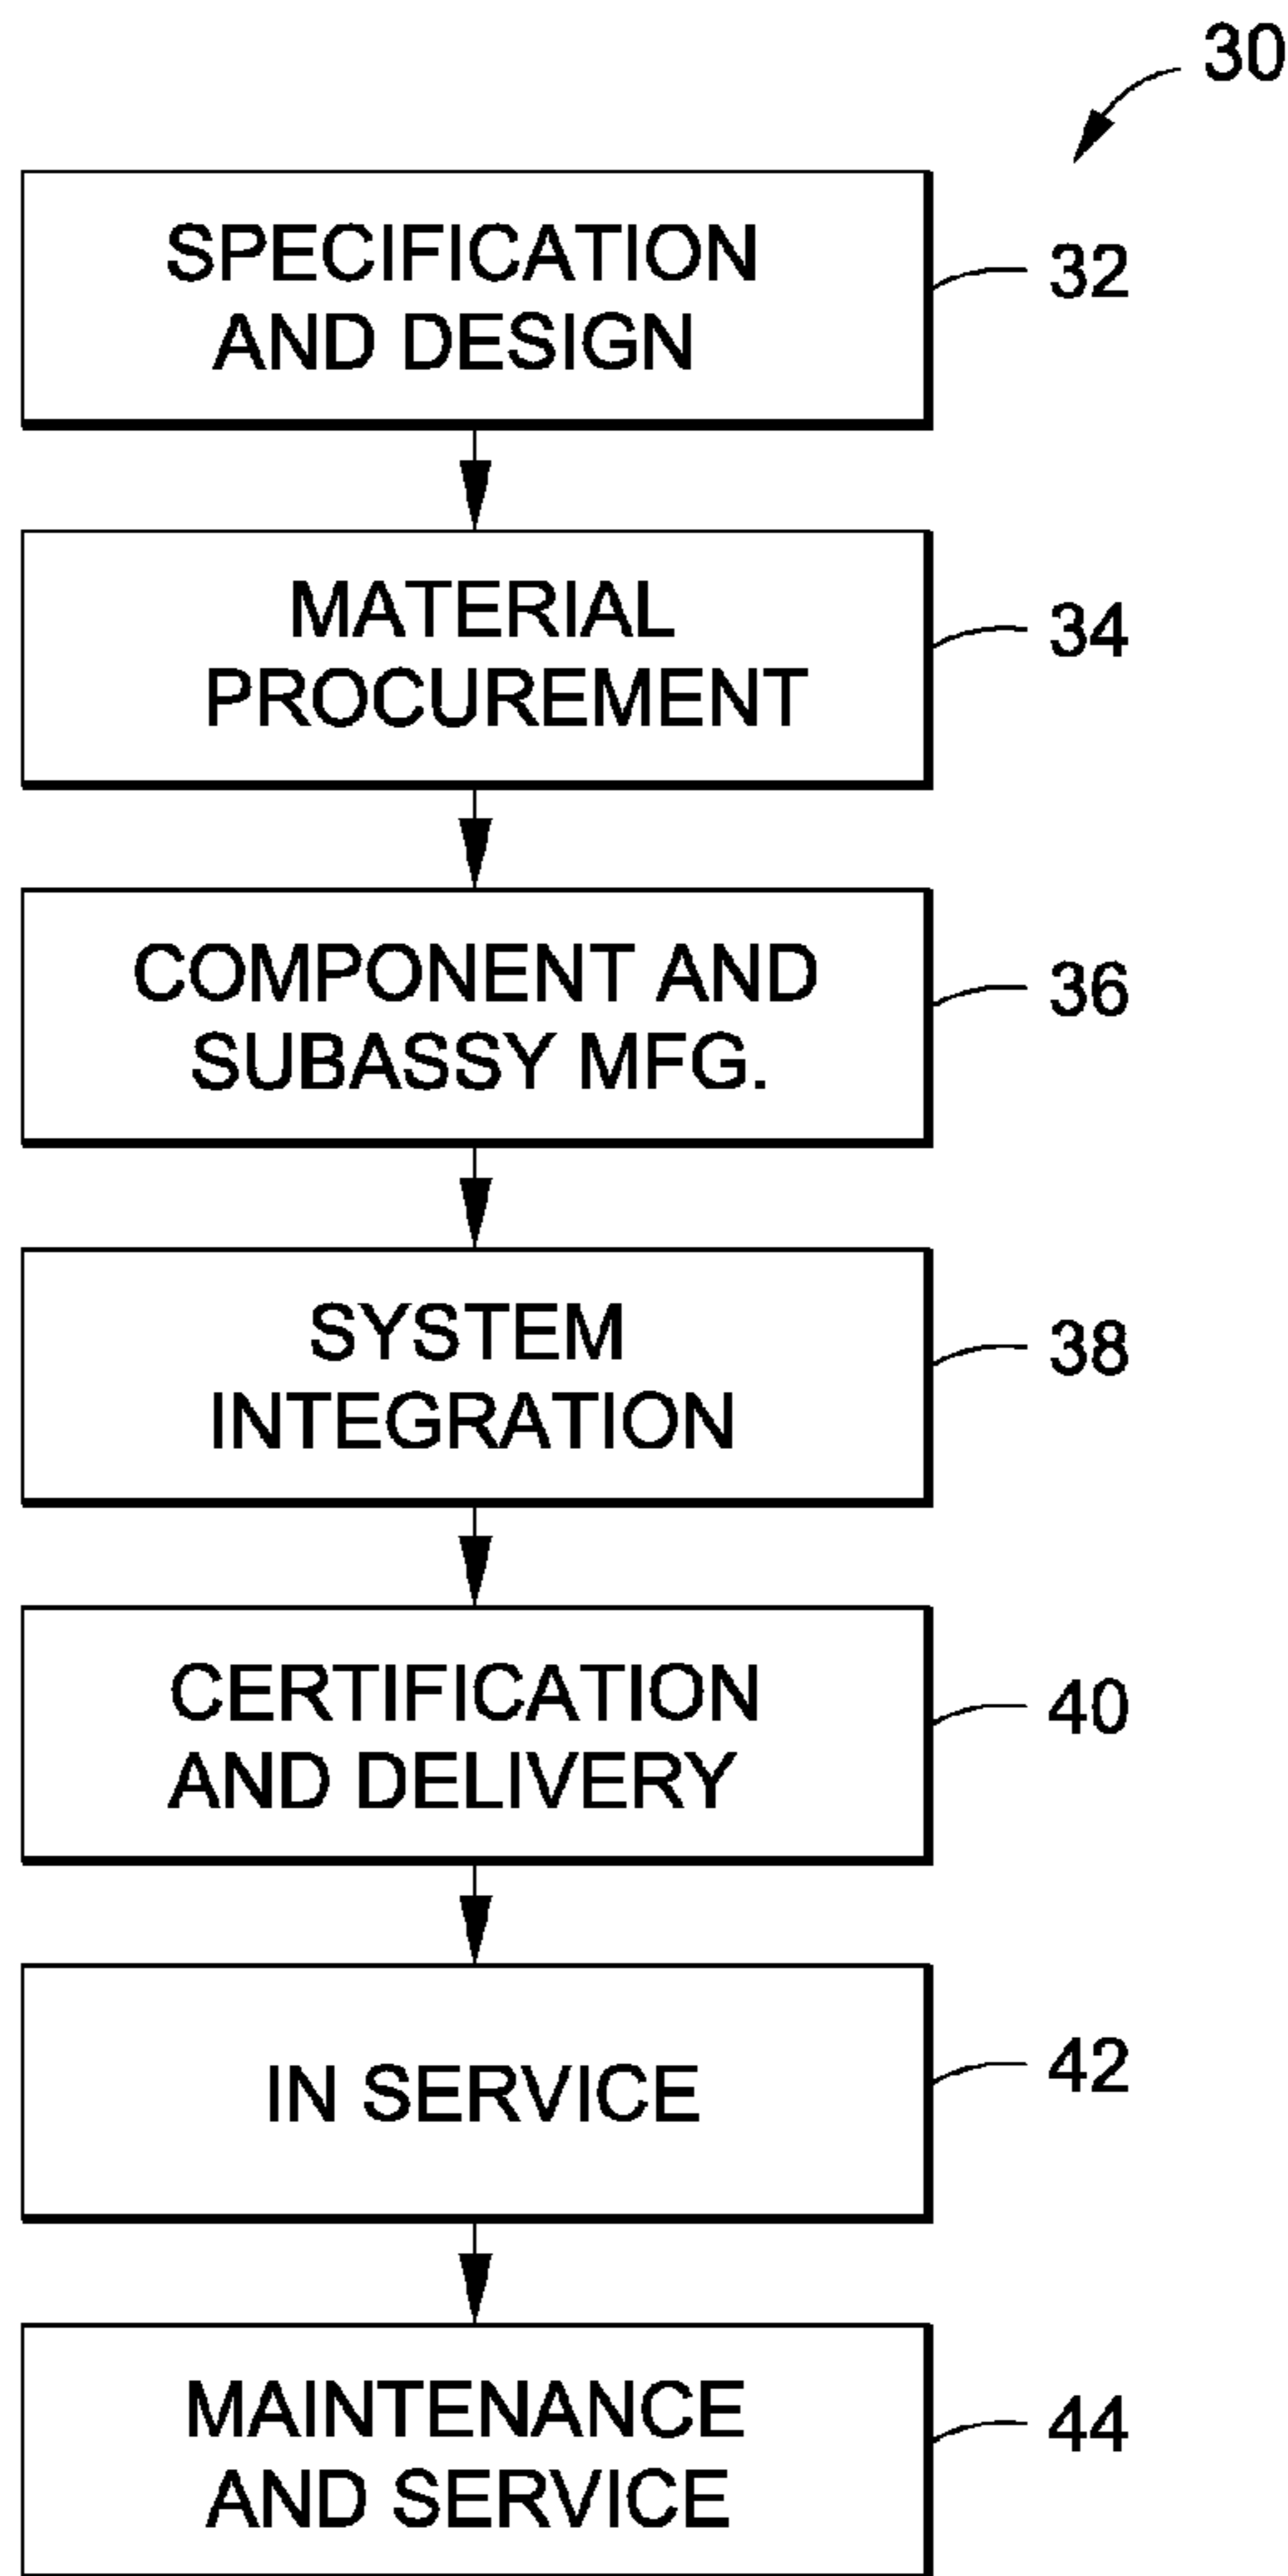 30
SPECIFICATION
AND DESIGN
32
MATERIAL
PROCUREMENT
34
COMPONENT AND
SUBASSY MFG.
36
SYSTEM
INTEGRATION
38
CERTIFICATION
AND DELIVERY
40
IN SERVICE
42
MAINTENANCE
AND SERVICE
44